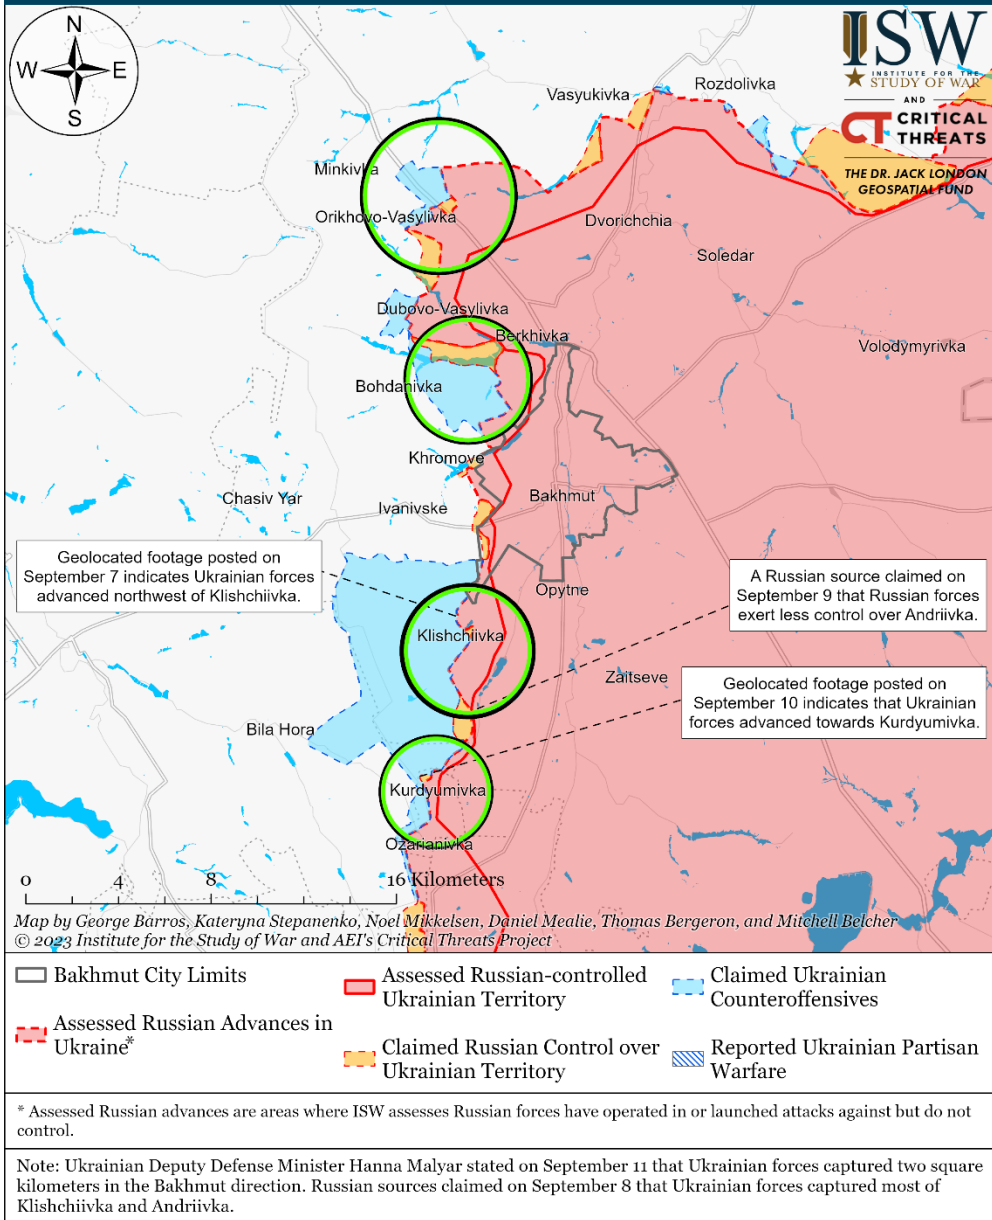 N
W
E
S
ISW
INSTITUTE FOR THE
STUDY OF WAR
AND
CT CRITICAL
THREATS
THE DR. JACK LONDON
GEOSPATIAL FUND
Rozdolivka
Vasyukivka
Minkivka
Orikhovo-Vasylivka
Dvorichchia
Soledar
Dubovo-Vasylivka
Berkhivka
Volodymyrivka
Bohdanivka
Khromove
Chasiv Yar
Bakhmut
Ivanivske
Geolocated footage posted on
September 7 indicates Ukrainian forces
advanced northwest of Klishchiivka.
Opytne
A Russian source claimed on
September 9 that Russian forces
exert less control over Andriivka.
Klishchiivka
Zaitseve
Geolocated footage posted on
September 10 indicates that Ukrainian
forces advanced towards Kurdyumivka.
Bila Hora
Kurdyumivka
Ozarianivka
0 4 8 16 Kilometers
Map by George Barros, Kateryna Stepanenko, Noel Mikkelsen, Daniel Mealie, Thomas Bergeron, and Mitchell Belcher
© 2023 Institute for the Study of War and AEI's Critical Threats Project
Bakhmut City Limits
Assessed Russian Advances in
Ukraine*
Assessed Russian-controlled
Ukrainian Territory
Claimed Russian Control over
Ukrainian Territory
Claimed Ukrainian
Counteroffensives
Reported Ukrainian Partisan
Warfare
* Assessed Russian advances are areas where ISW assesses Russian forces have operated in or launched attacks against but do not
control.
Note: Ukrainian Deputy Defense Minister Hanna Malyar stated on September 11 that Ukrainian forces captured two square
kilometers in the Bakhmut direction. Russian sources claimed on September 8 that Ukrainian forces captured most of
Klishchiivka and Andriivka.